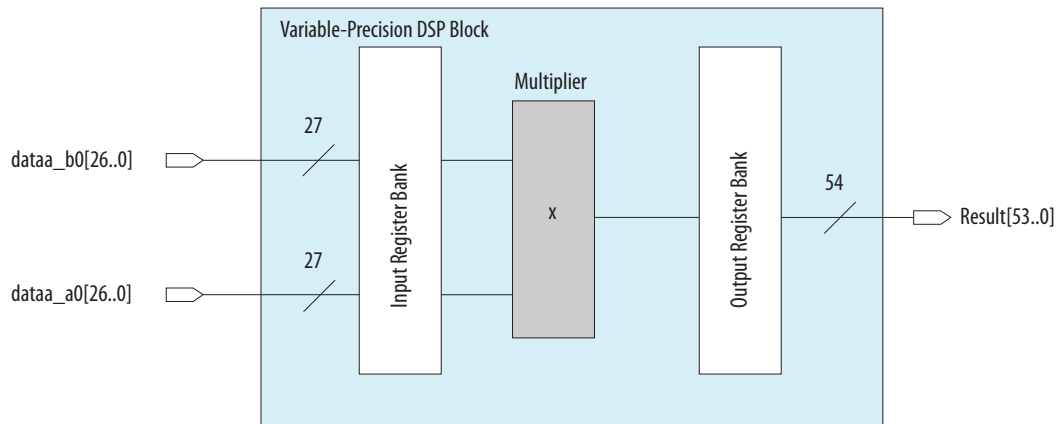 Variable-Precision DSP Block
Multiplier
27
dataa_b0[26..0]
Input Register Bank
x
Output Register Bank
54
Result[53..0]
27
dataa_a0[26..0]